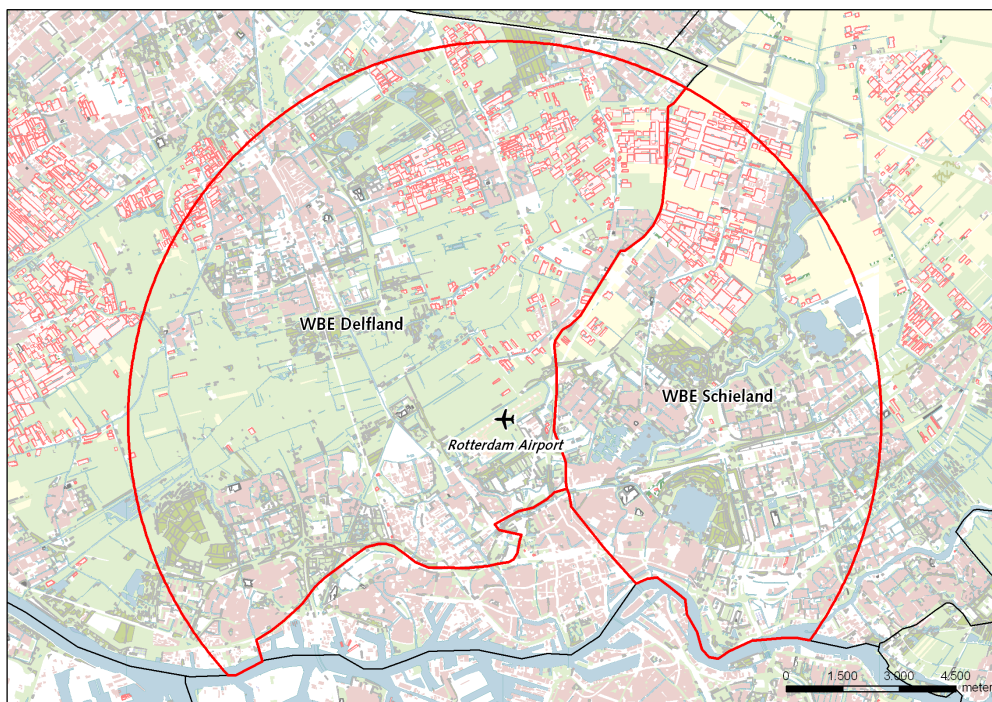 WBE Delfland
WBE Schieland
Rotterdam Airport
0 1.500 3.000 4.500
meter